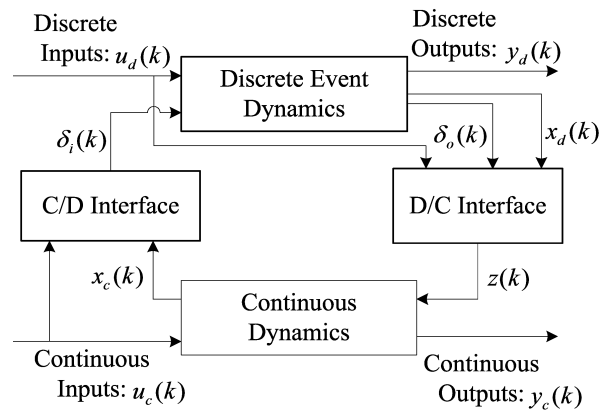 Discrete
Inputs: u_d(k)
Discrete
Outputs: y_d(k)
Discrete Event
Dynamics
δ_i(k)
δ_o(k)
x_d(k)
C/D Interface
D/C Interface
x_c(k)
z(k)
Continuous
Dynamics
Continuous
Inputs: u_c(k)
Continuous
Outputs: y_c(k)